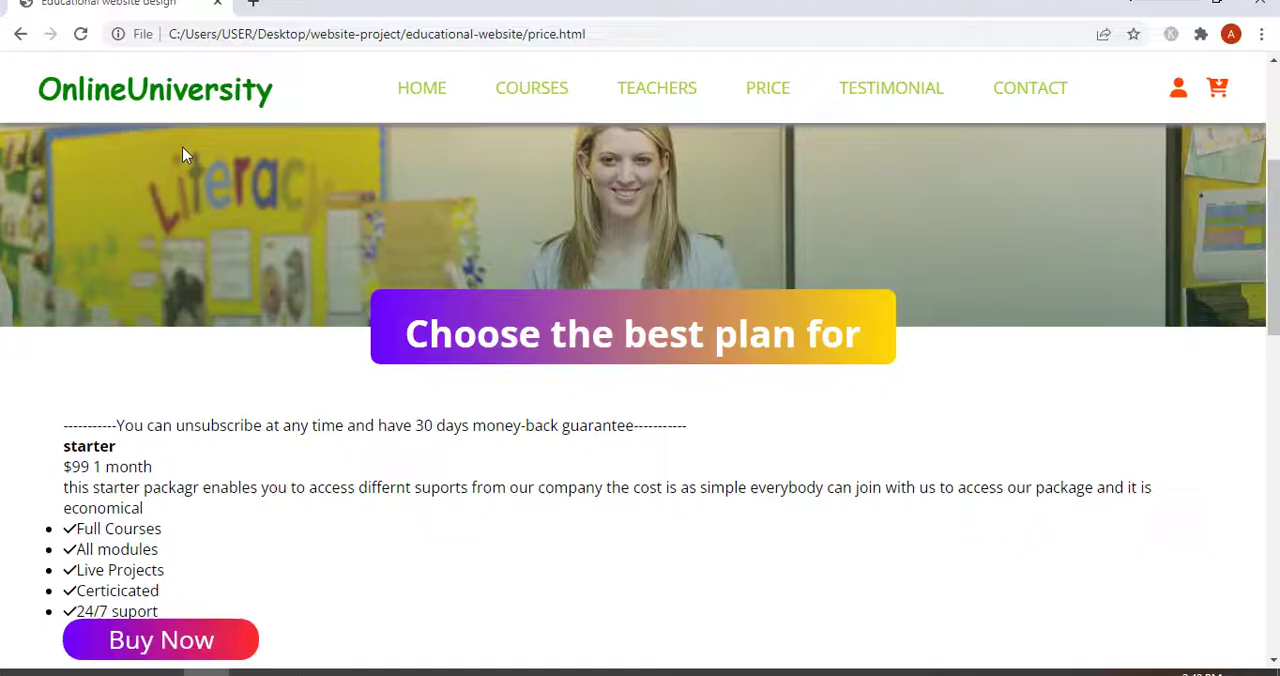 Educational website design
File C:/Users/USER/Desktop/website-project/educational-website/price.html
A
OnlineUniversity HOME COURSES TEACHERS PRICE TESTIMONIAL CONTACT
Literacy
Choose the best plan for
-----------You can unsubscribe at any time and have 30 days money-back guarantee-----------
starter
$99 1 month
this starter packagr enables you to access differnt suports from our company the cost is as simple everybody can join with us to access our package and it is
economical
Full Courses
All modules
Live Projects
Certicicated
24/7 suport
Buy Now